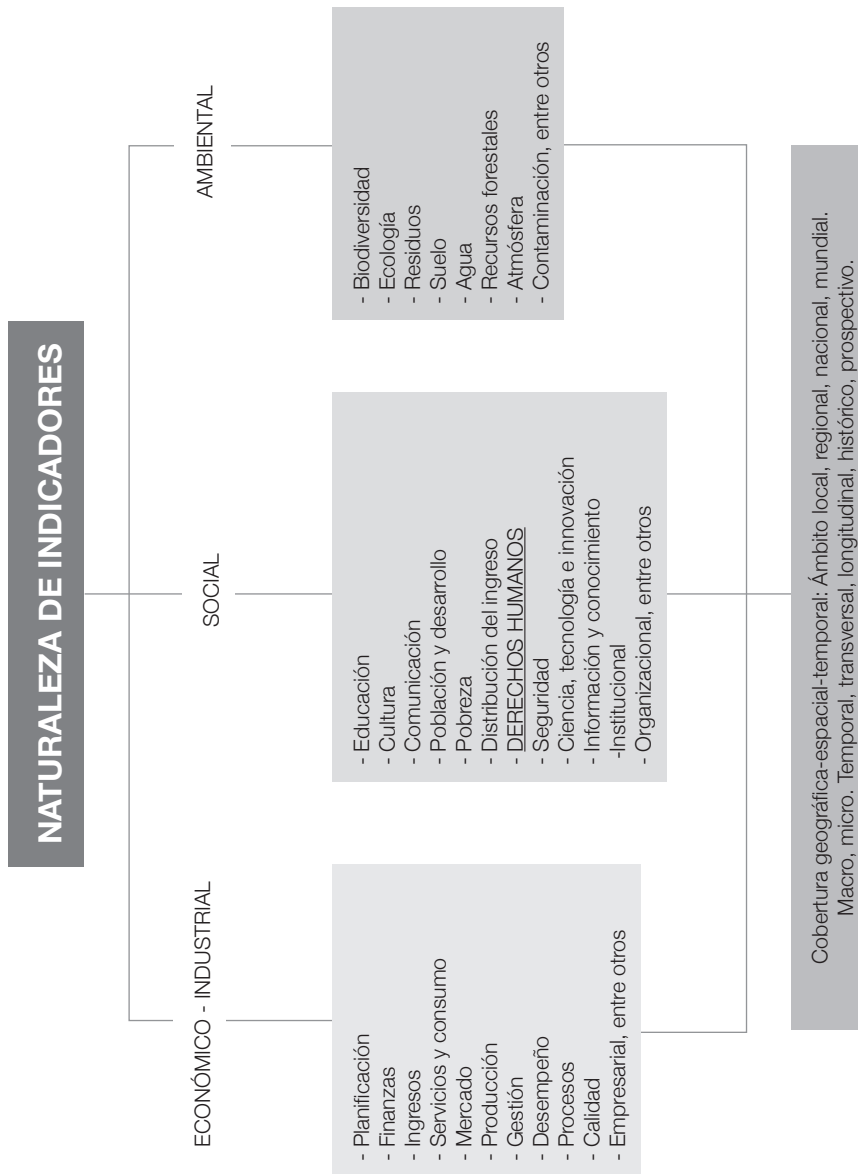 NATURALEZA DE INDICADORES
ECONÓMICO - INDUSTRIAL
- Planificación
- Finanzas
- Ingresos
- Servicios y consumo
- Mercado
- Producción
- Gestión
- Desempeño
- Procesos
- Calidad
- Empresarial, entre otros
SOCIAL
- Educación
- Cultura
- Comunicación
- Población y desarrollo
- Pobreza
- Distribución del ingreso
- DERECHOS HUMANOS
- Seguridad
- Ciencia, tecnología e innovación
- Información y conocimiento
-Institucional
- Organizacional, entre otros
AMBIENTAL
- Biodiversidad
- Ecología
- Residuos
- Suelo
- Agua
- Recursos forestales
- Atmósfera
- Contaminación, entre otros
Cobertura geográfica-espacial-temporal: Ámbito local, regional, nacional, mundial.
Macro, micro. Temporal, transversal, longitudinal, histórico, prospectivo.